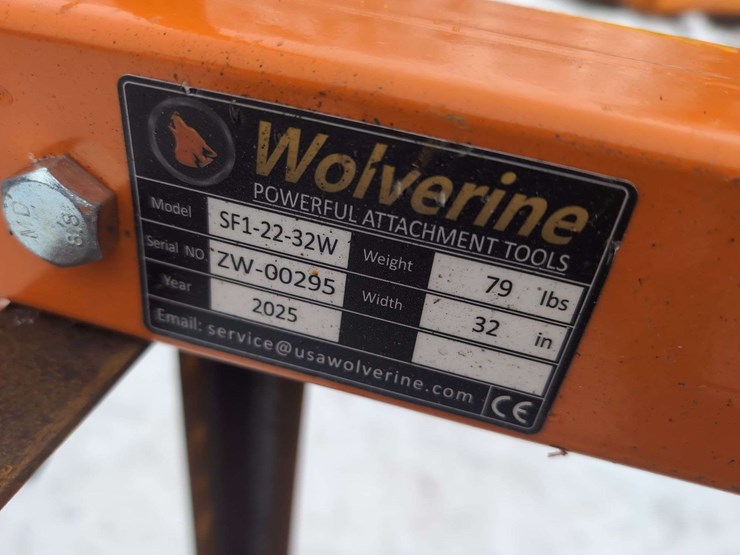 Wolverine
POWERFUL ATTACHMENT TOOLS
Model SF1-22-32W Weight 79 lbs
Serial NO. ZW-00295 Width 32 in
Year 2025
Email: service@usawolverine.com CE
MD
8.8